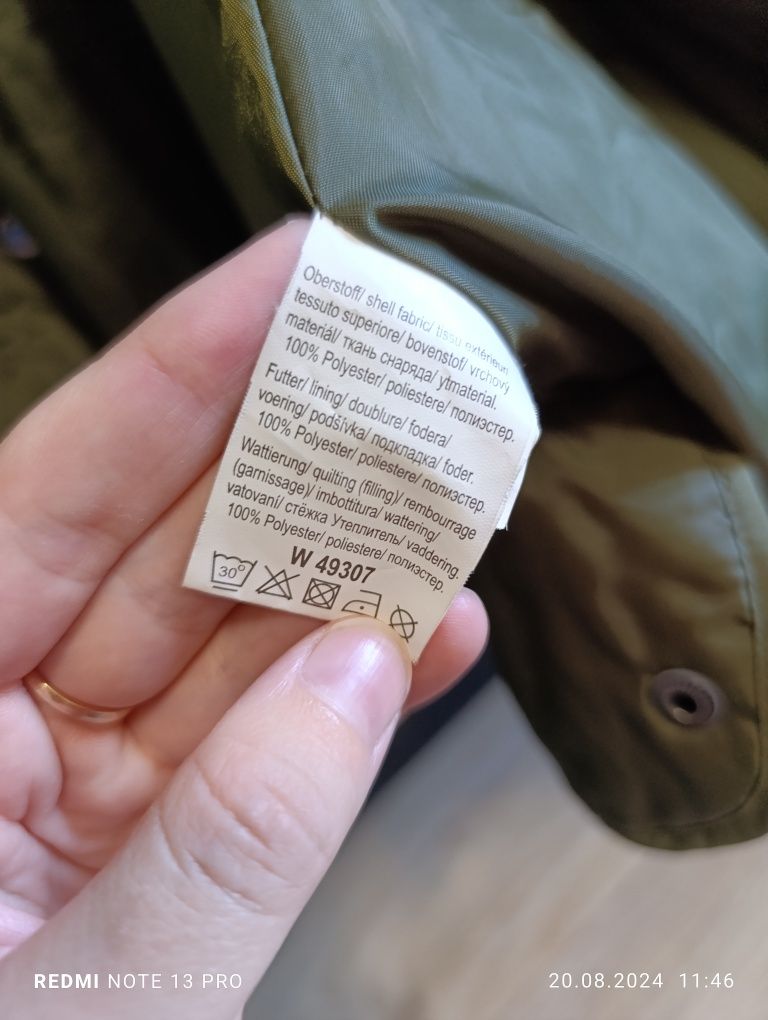 Oberstoff/ shell fabric/ tissu extérieur/
tessuto superiore/ bovenstof/ vrchový
materiál/ ткань снаряда/ ytmaterial.
100% Polyester/ poliestere/ полиэстер.
Futter/ lining/ doublure/ fodera/
voering/ podšívka/ подкладка/ foder.
100% Polyester/ poliestere/ полиэстер.
Wattierung/ quilting (filling)/ rembourrage
(garnissage)/ imbottitura/ wattering/
vatovaní/ стёжка Утеплитель/ vaddering.
100% Polyester/ poliestere/ полиэстер.
W 49307
30°
REDMI NOTE 13 PRO
20.08.2024 11:46